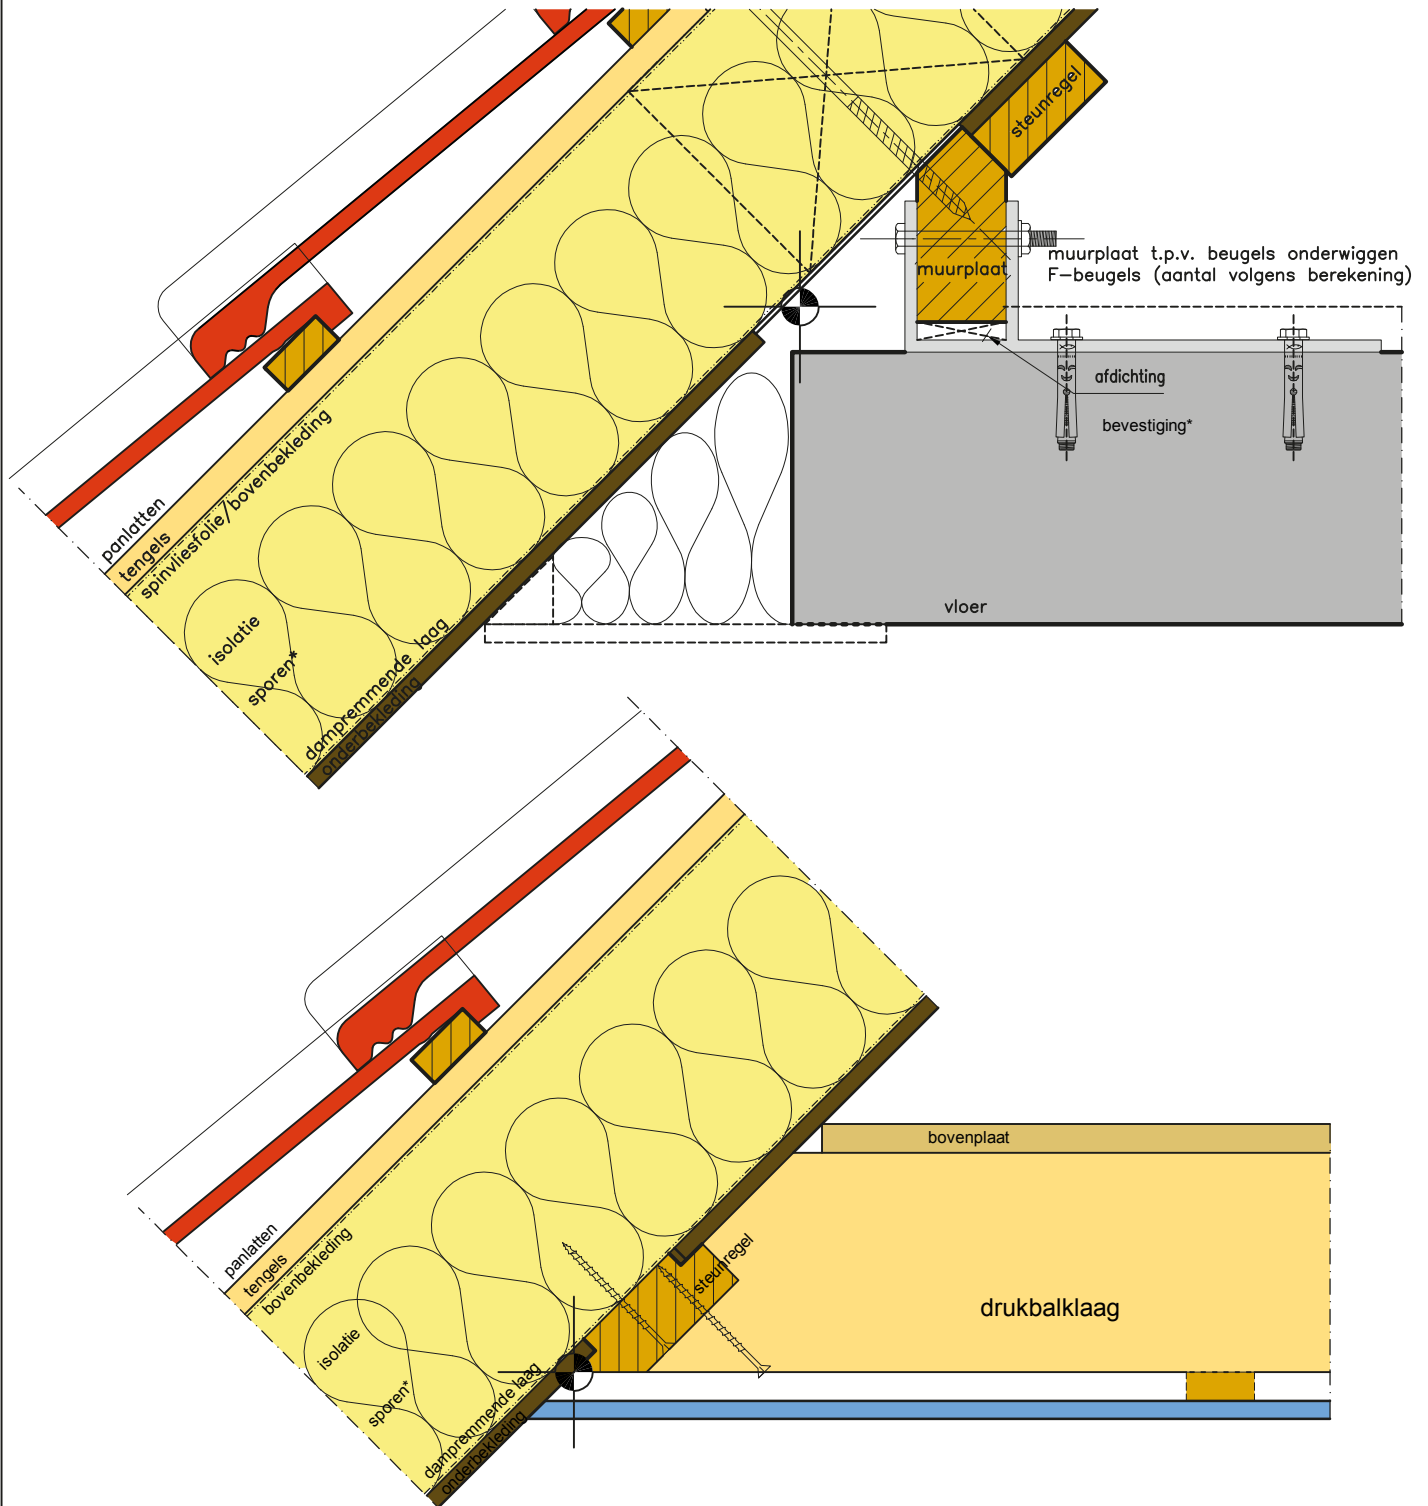 steunregel
muurplaat
muurplaat t.p.v. beugels onderwiggen
F-beugels (aantal volgens berekening)
afdichting
bevestiging*
vloer
panlatten
tengels
spinvliesfolie/bovenbekleding
isolatie
sporen*
dampremmende laag
onderbekleding
bovenplaat
steunregel
drukbalklaag
panlatten
tengels
bovenbekleding
isolatie
sporen*
dampremmende laag
onderbekleding